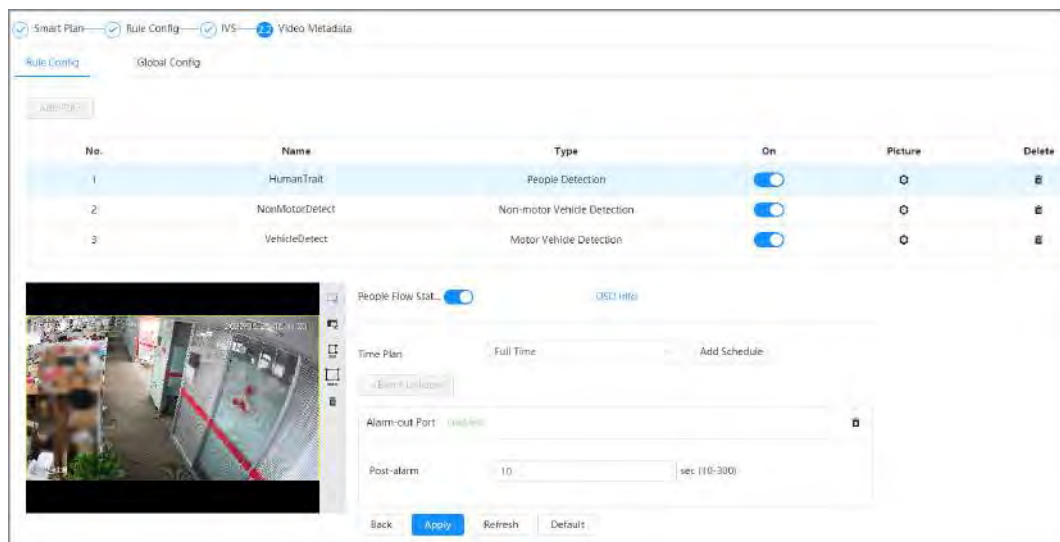 Smart Plan Rule Config IVS 2.2 Video Metadata
Rule Config Global Config
No. Name Type On Picture Delete
1 HumanTrait People Detection
2 NonMotorDetect Non-motor Vehicle Detection
3 VehicleDetect Motor Vehicle Detection
People Flow Stat... OSD Info
Time Plan Full Time Add Schedule
Alarm-out Port
Post-alarm 10 sec (10-300)
Back Apply Refresh Default